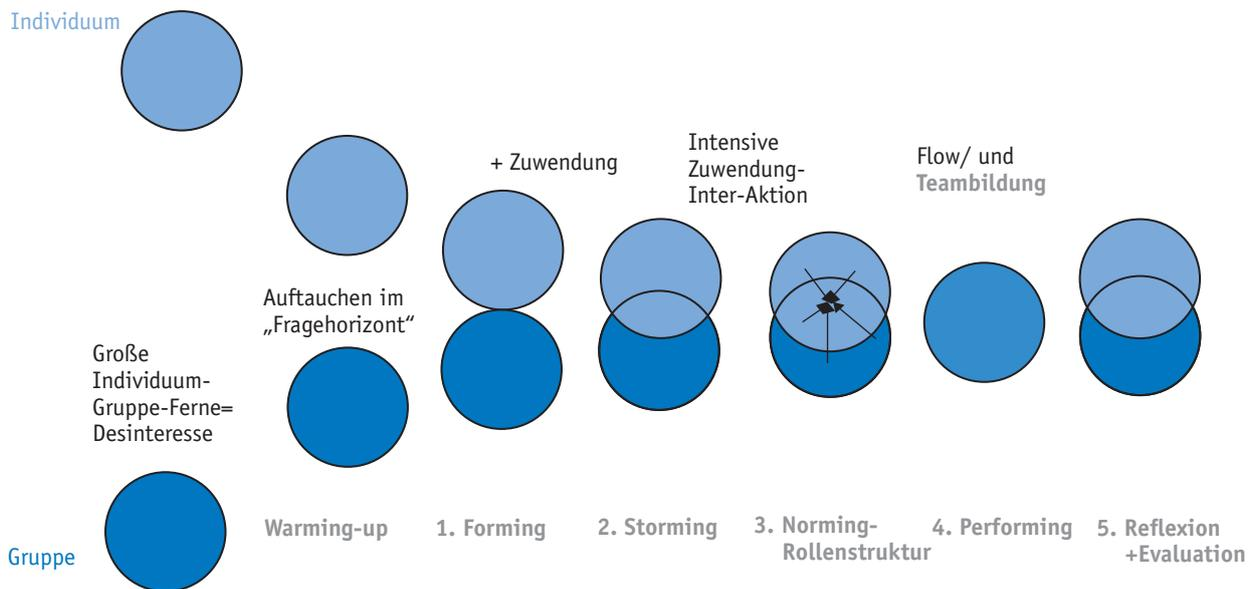 Individuum
+ Zuwendung
Intensive
Zuwendung-
Inter-Aktion
Flow/ und
Teambildung
Auftauchen im
„Fragehorizont“
Große
Individuum-
Gruppe-Ferne=
Desinteresse
Gruppe
Warming-up
1. Forming
2. Storming
3. Norming-
Rollenstruktur
4. Performing
5. Reflexion
+Evaluation